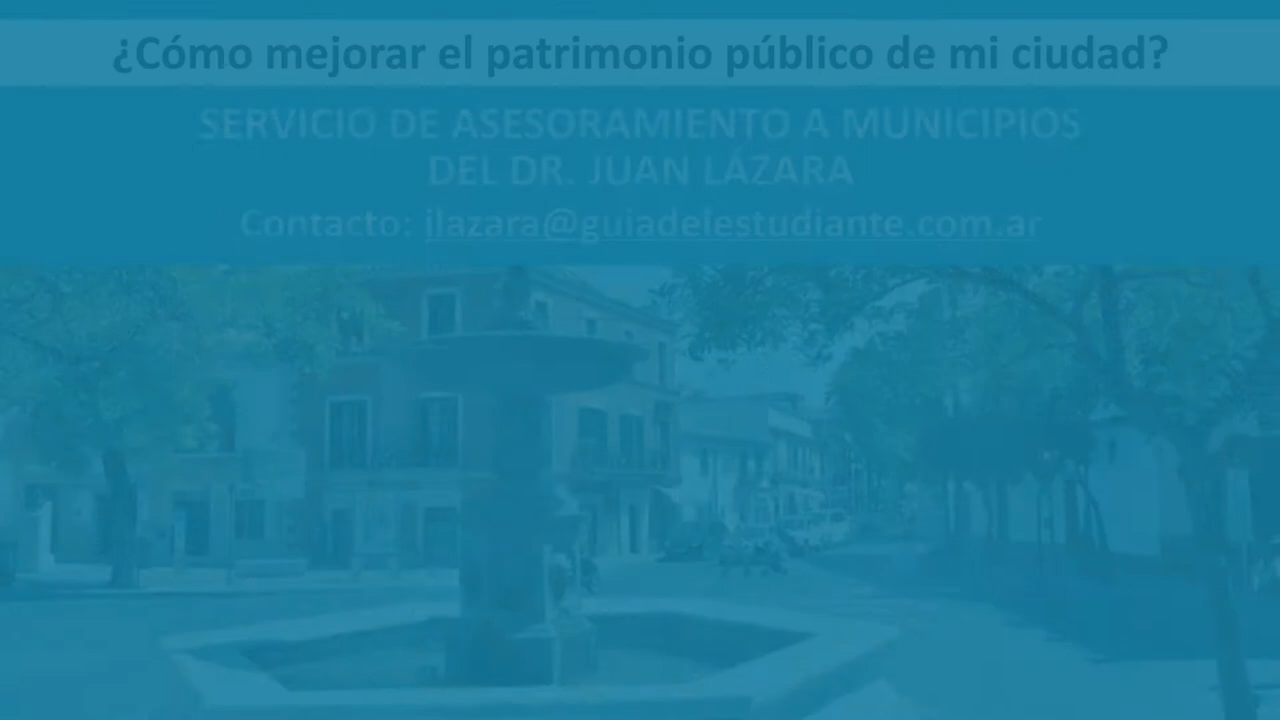 ¿Cómo mejorar el patrimonio público de mi ciudad?
SERVICIO DE ASESORAMIENTO A MUNICIPIOS
DEL DR. JUAN LÁZARA
Contacto: ilazara@guiadelestudiante.com.ar